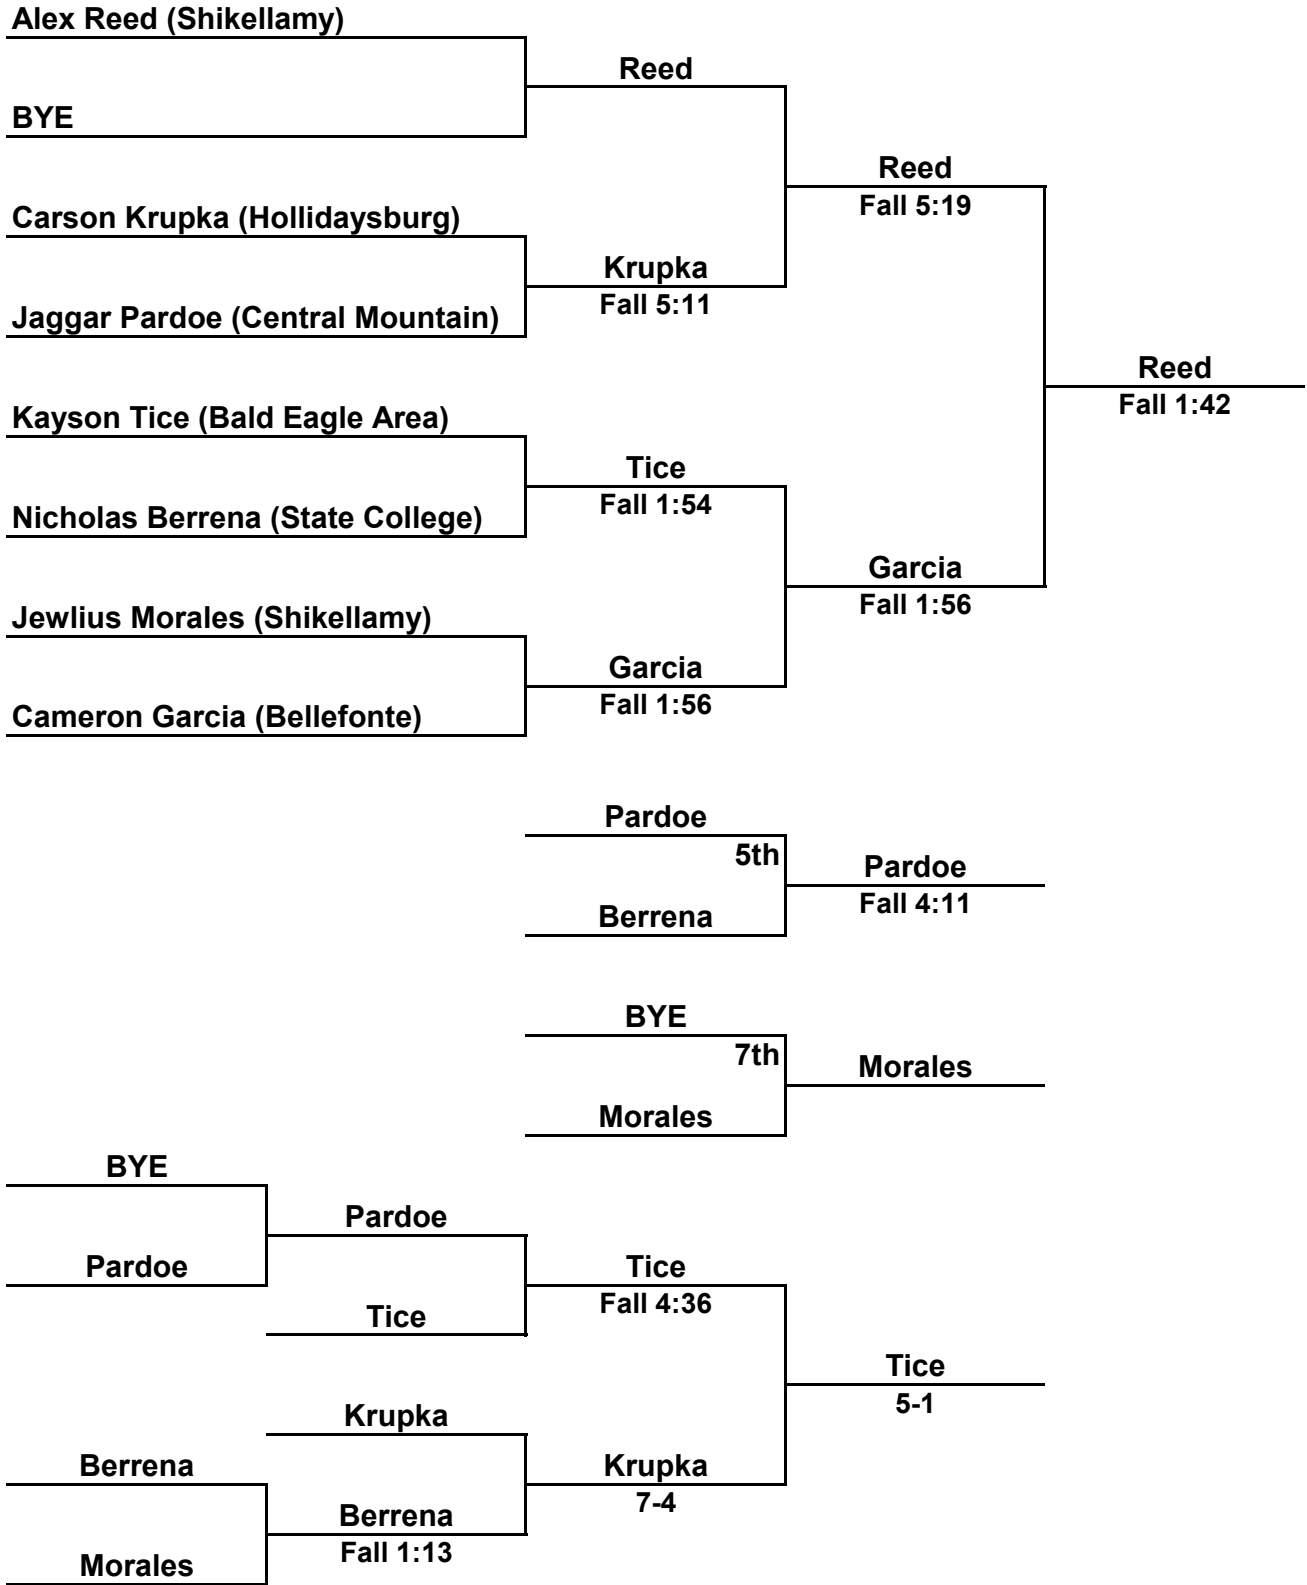 Alex Reed (Shikellamy)
Reed
BYE
Reed
Fall 5:19
Carson Krupka (Hollidaysburg)
Krupka
Fall 5:11
Jaggar Pardoe (Central Mountain)
Reed
Fall 1:42
Kayson Tice (Bald Eagle Area)
Tice
Fall 1:54
Nicholas Berrena (State College)
Garcia
Fall 1:56
Jewlius Morales (Shikellamy)
Garcia
Fall 1:56
Cameron Garcia (Bellefonte)
Pardoe
5th
Pardoe
Fall 4:11
Berrena
BYE
7th
Morales
Morales
BYE
Pardoe
Pardoe
Tice
Fall 4:36
Tice
Tice
5-1
Krupka
Berrena
Krupka
7-4
Berrena
Fall 1:13
Morales